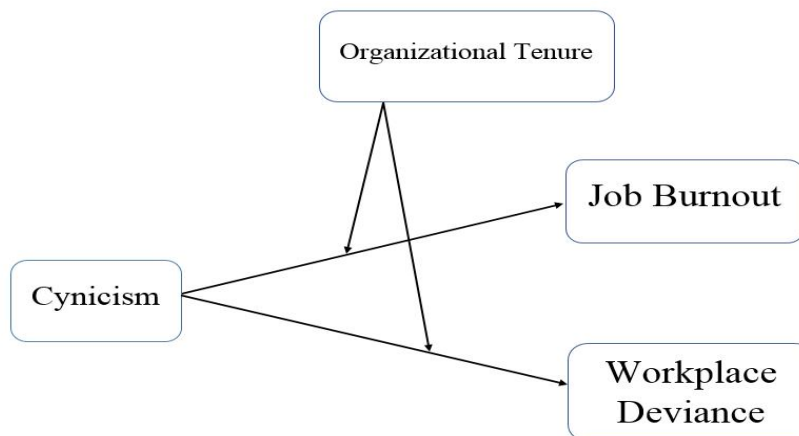 Organizational Tenure
Job Burnout
Cynicism
Workplace
Deviance